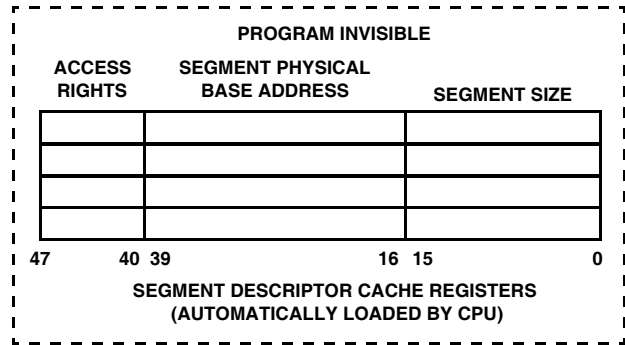 PROGRAM INVISIBLE
ACCESS RIGHTS
SEGMENT PHYSICAL BASE ADDRESS
SEGMENT SIZE
47 40 39 16 15 0
SEGMENT DESCRIPTOR CACHE REGISTERS
(AUTOMATICALLY LOADED BY CPU)